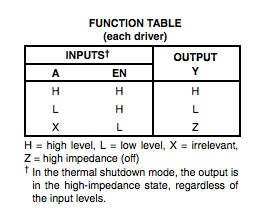 FUNCTION TABLE
(each driver)
INPUTS† OUTPUT
A EN Y
H H H
L H L
X L Z
H = high level, L = low level, X = irrelevant,
Z = high impedance (off)
† In the thermal shutdown mode, the output is
in the high-impedance state, regardless of
the input levels.